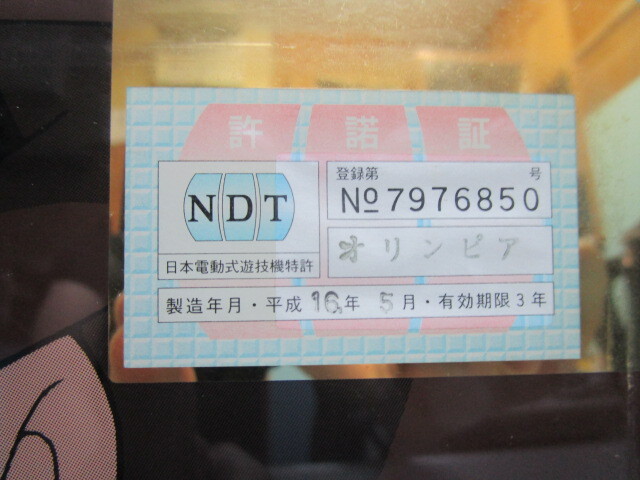 許諾証
登録第 号
NDT
№7976850
オリンピア
日本電動式遊技機特許
製造年月・平成16年 5月・有効期限3年